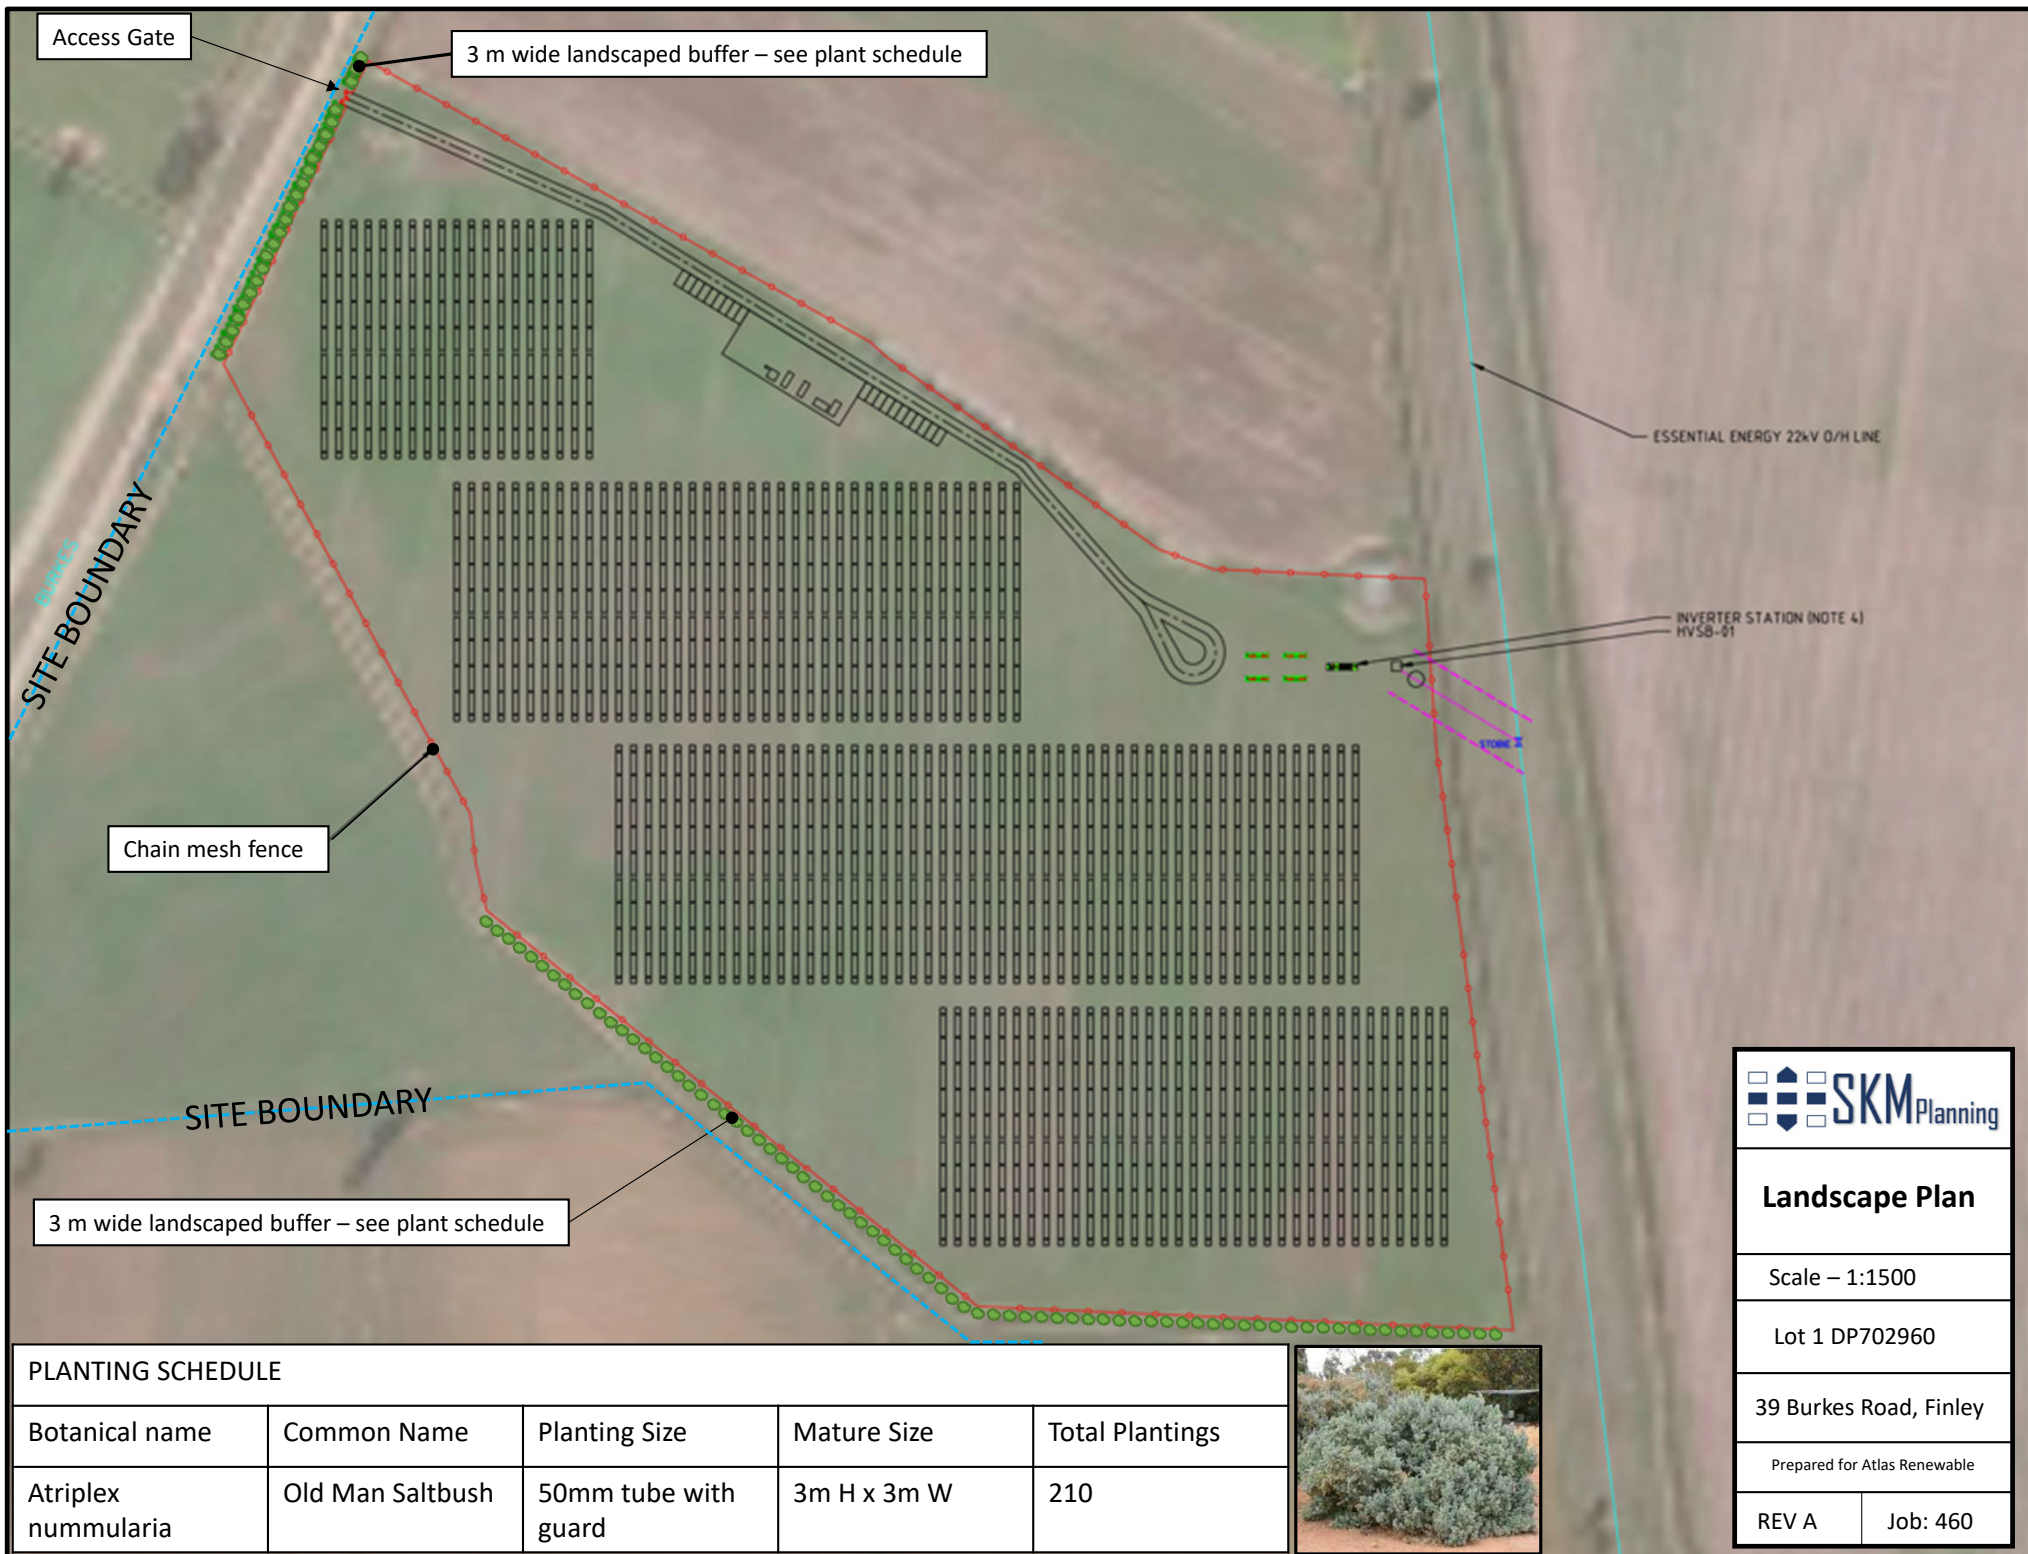 Access Gate
3 m wide landscaped buffer – see plant schedule
ESSENTIAL ENERGY 22kV O/H LINE
BURKES
SITE BOUNDARY
INVERTER STATION (NOTE 4)
HVSB-01
STOBIE
Chain mesh fence
SITE BOUNDARY
3 m wide landscaped buffer – see plant schedule
SKM Planning
Landscape Plan
Scale – 1:1500
Lot 1 DP702960
39 Burkes Road, Finley
Prepared for Atlas Renewable
REV A Job: 460
PLANTING SCHEDULE
Botanical name Common Name Planting Size Mature Size Total Plantings
Atriplex Old Man Saltbush 50mm tube with 3m H x 3m W 210
nummularia guard